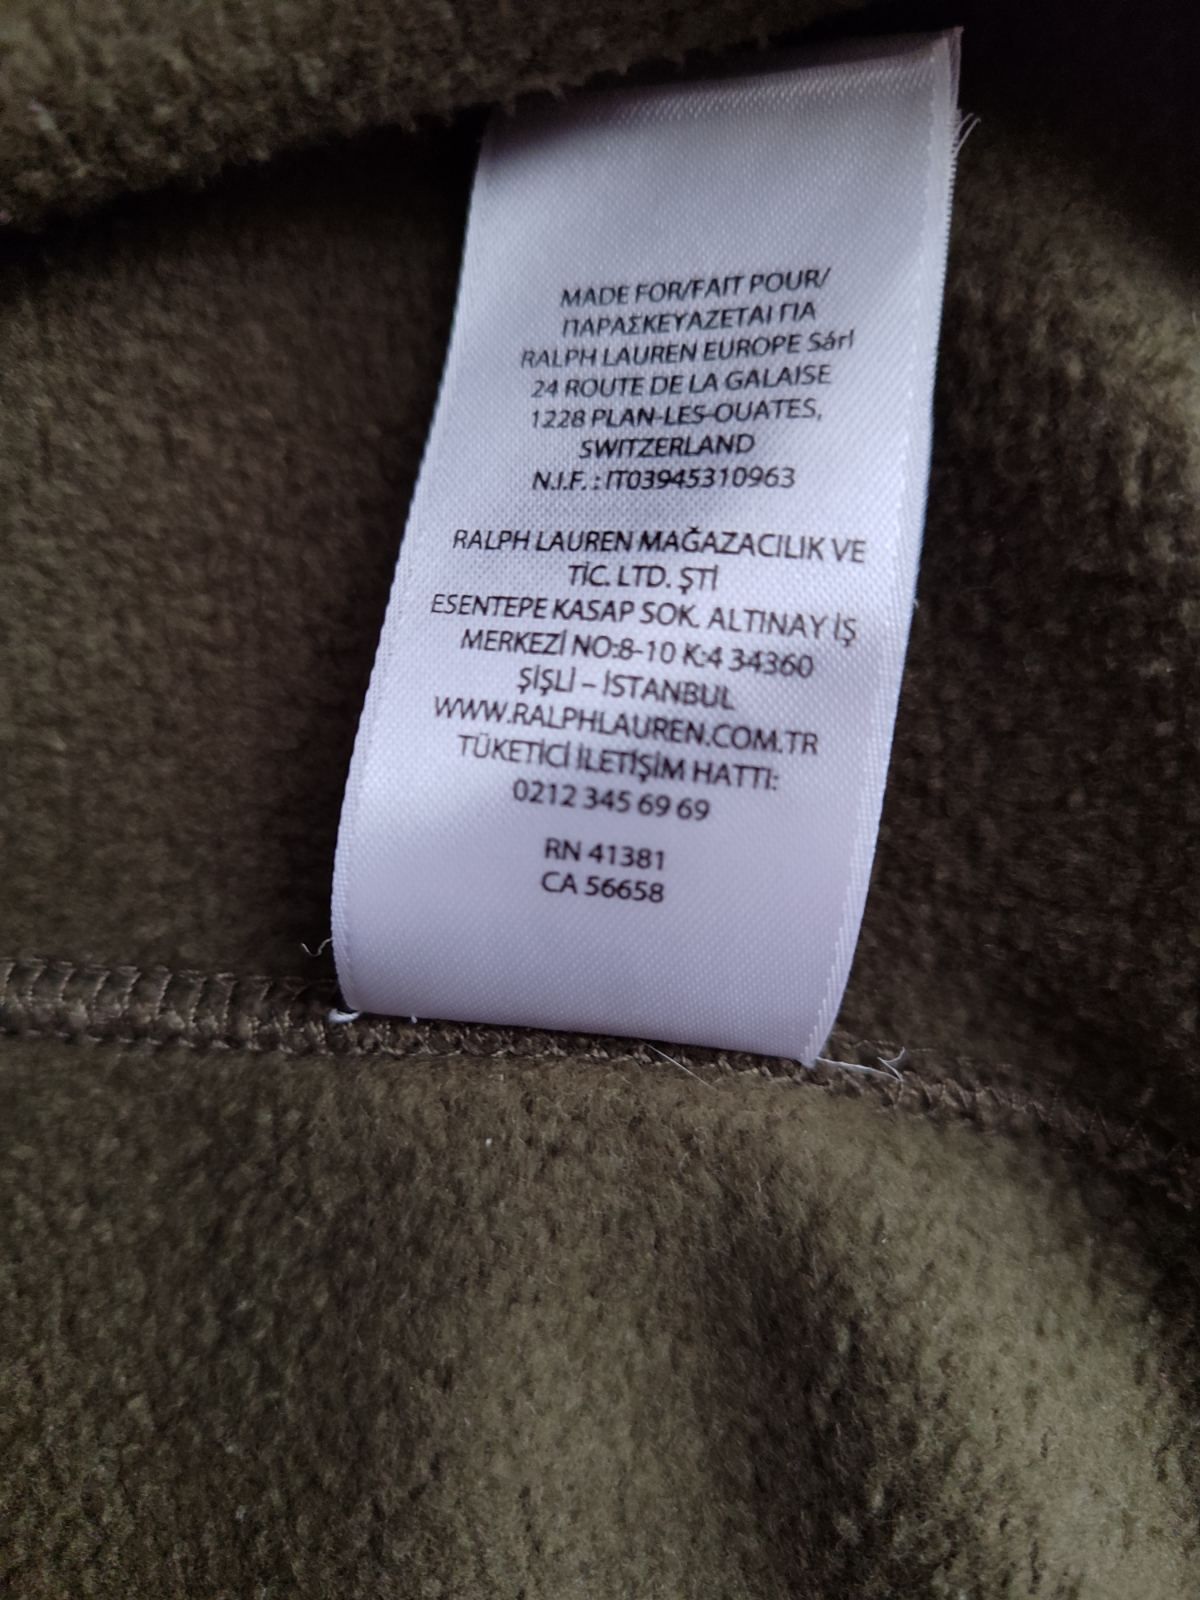 MADE FOR/FAIT POUR/
ΠΑΡΑΣΚΕΥΑΖΕΤΑΙ ΓΙΑ
RALPH LAUREN EUROPE Sárl
24 ROUTE DE LA GALAISE
1228 PLAN-LES-OUATES,
SWITZERLAND
N.I.F. : IT03945310963
RALPH LAUREN MAĞAZACILIK VE
TİC. LTD. ŞTİ
ESENTEPE KASAP SOK. ALTINAY İŞ
MERKEZİ NO:8-10 K:4 34360
ŞİŞLİ – İSTANBUL
WWW.RALPHLAUREN.COM.TR
TÜKETİCİ İLETİŞİM HATTI:
0212 345 69 69
RN 41381
CA 56658